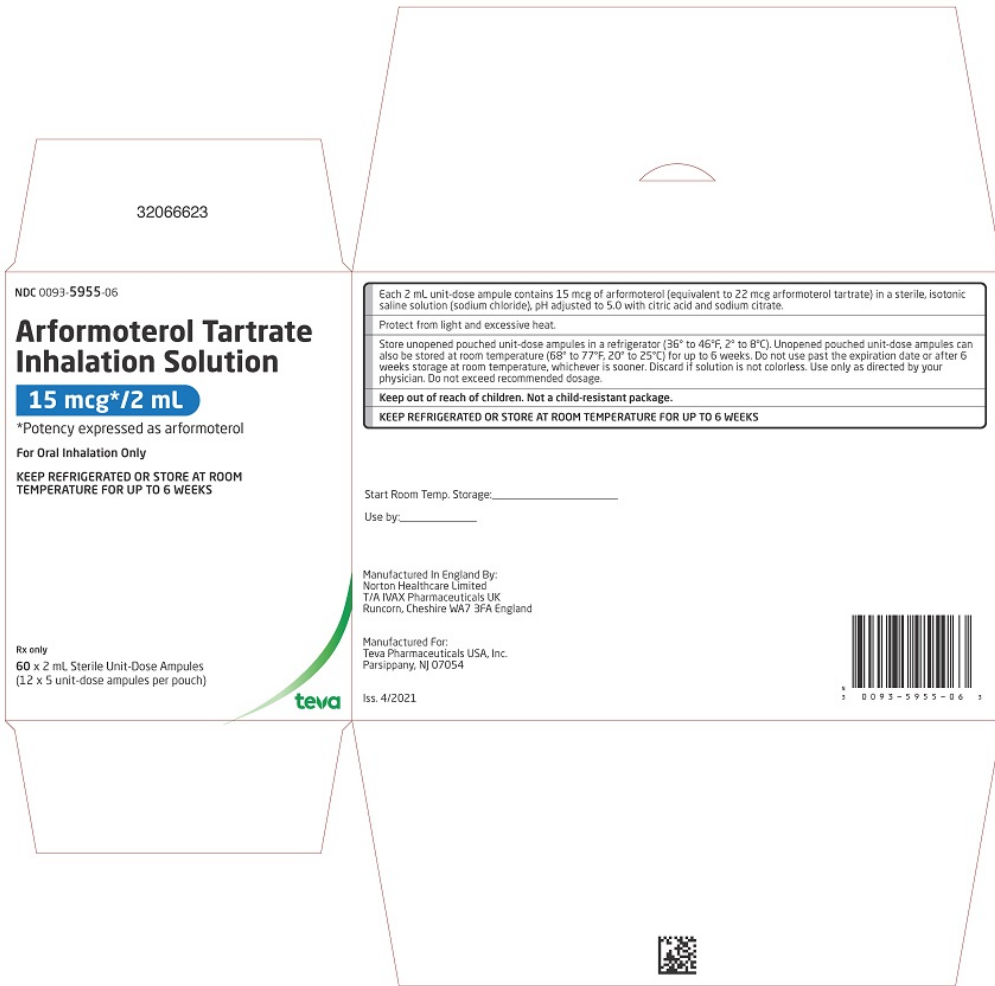 32066623
NDC 0093-5955-06
Arformoterol Tartrate
Inhalation Solution
15 mcg*/2 mL
*Potency expressed as arformoterol
For Oral Inhalation Only
KEEP REFRIGERATED OR STORE AT ROOM
TEMPERATURE FOR UP TO 6 WEEKS
Rx only
60 x 2 mL Sterile Unit-Dose Ampules
(12 x 5 unit-dose ampules per pouch)
teva
Each 2 mL unit-dose ampule contains 15 mcg of arformoterol (equivalent to 22 mcg arformoterol tartrate) in a sterile, isotonic
saline solution (sodium chloride), pH adjusted to 5.0 with citric acid and sodium citrate.
Protect from light and excessive heat.
Store unopened pouched unit-dose ampules in a refrigerator (36° to 46°F, 2° to 8°C). Unopened pouched unit-dose ampules can
also be stored at room temperature (68° to 77°F, 20° to 25°C) for up to 6 weeks. Do not use past the expiration date or after 6
weeks storage at room temperature, whichever is sooner. Discard if solution is not colorless. Use only as directed by your
physician. Do not exceed recommended dosage.
Keep out of reach of children. Not a child-resistant package.
KEEP REFRIGERATED OR STORE AT ROOM TEMPERATURE FOR UP TO 6 WEEKS
Start Room Temp. Storage:
Use by:
Manufactured In England By:
Norton Healthcare Limited
T/A IVAX Pharmaceuticals UK
Runcorn, Cheshire WA7 3FA England
Manufactured For:
Teva Pharmaceuticals USA, Inc.
Parsippany, NJ 07054
Iss. 4/2021
N
3 0093-5955-06 3